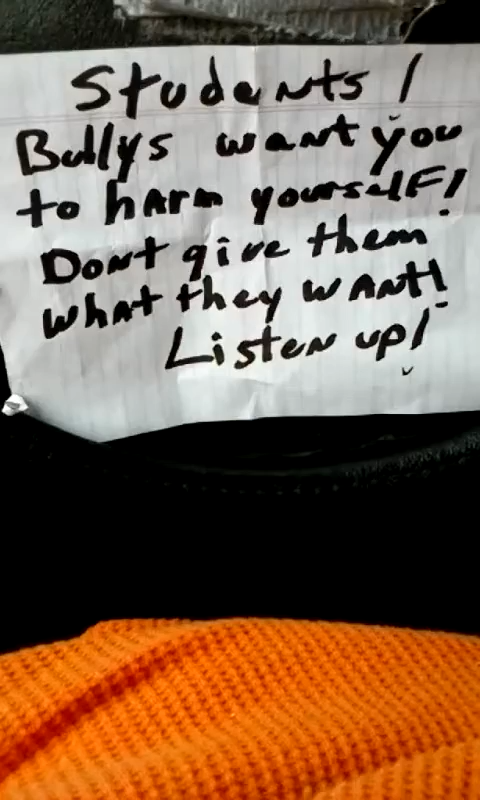 Students !
Bullys want you
to harm yourself!
Dont give them
what they want!
Listen up!